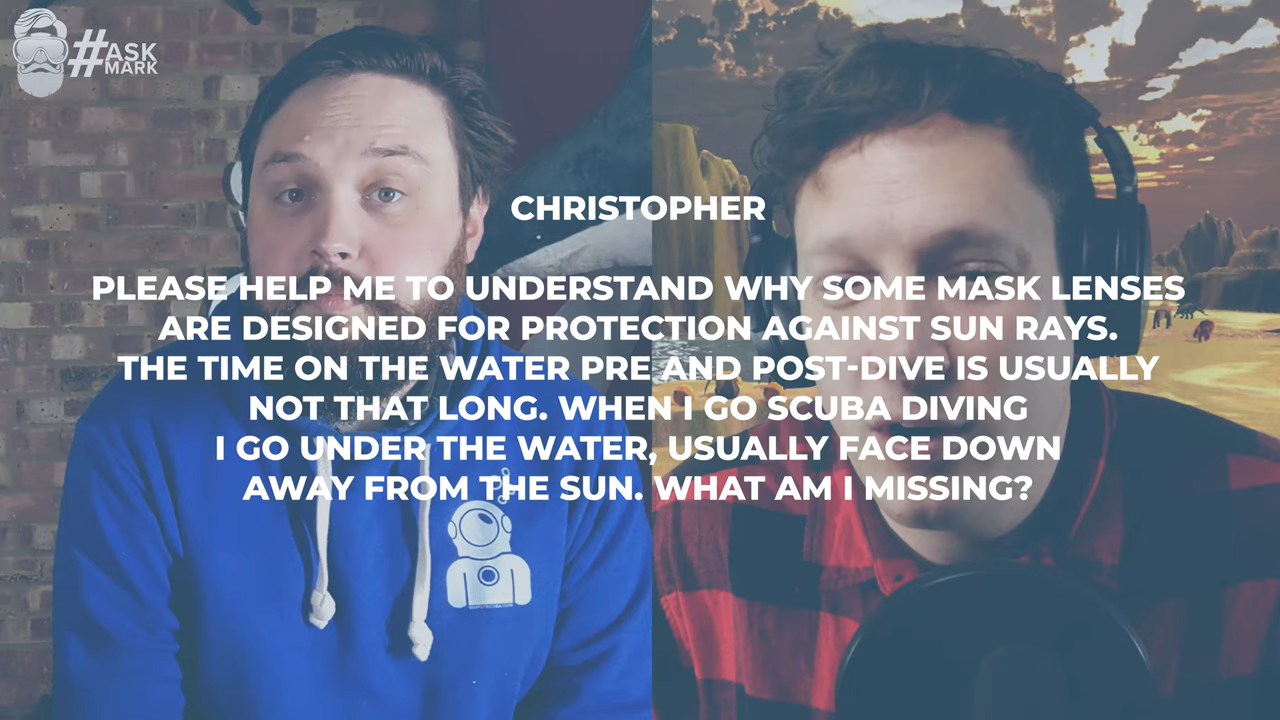 #ASK
MARK
CHRISTOPHER
PLEASE HELP ME TO UNDERSTAND WHY SOME MASK LENSES
ARE DESIGNED FOR PROTECTION AGAINST SUN RAYS.
THE TIME ON THE WATER PRE AND POST-DIVE IS USUALLY
NOT THAT LONG. WHEN I GO SCUBA DIVING
I GO UNDER THE WATER, USUALLY FACE DOWN
AWAY FROM THE SUN. WHAT AM I MISSING?